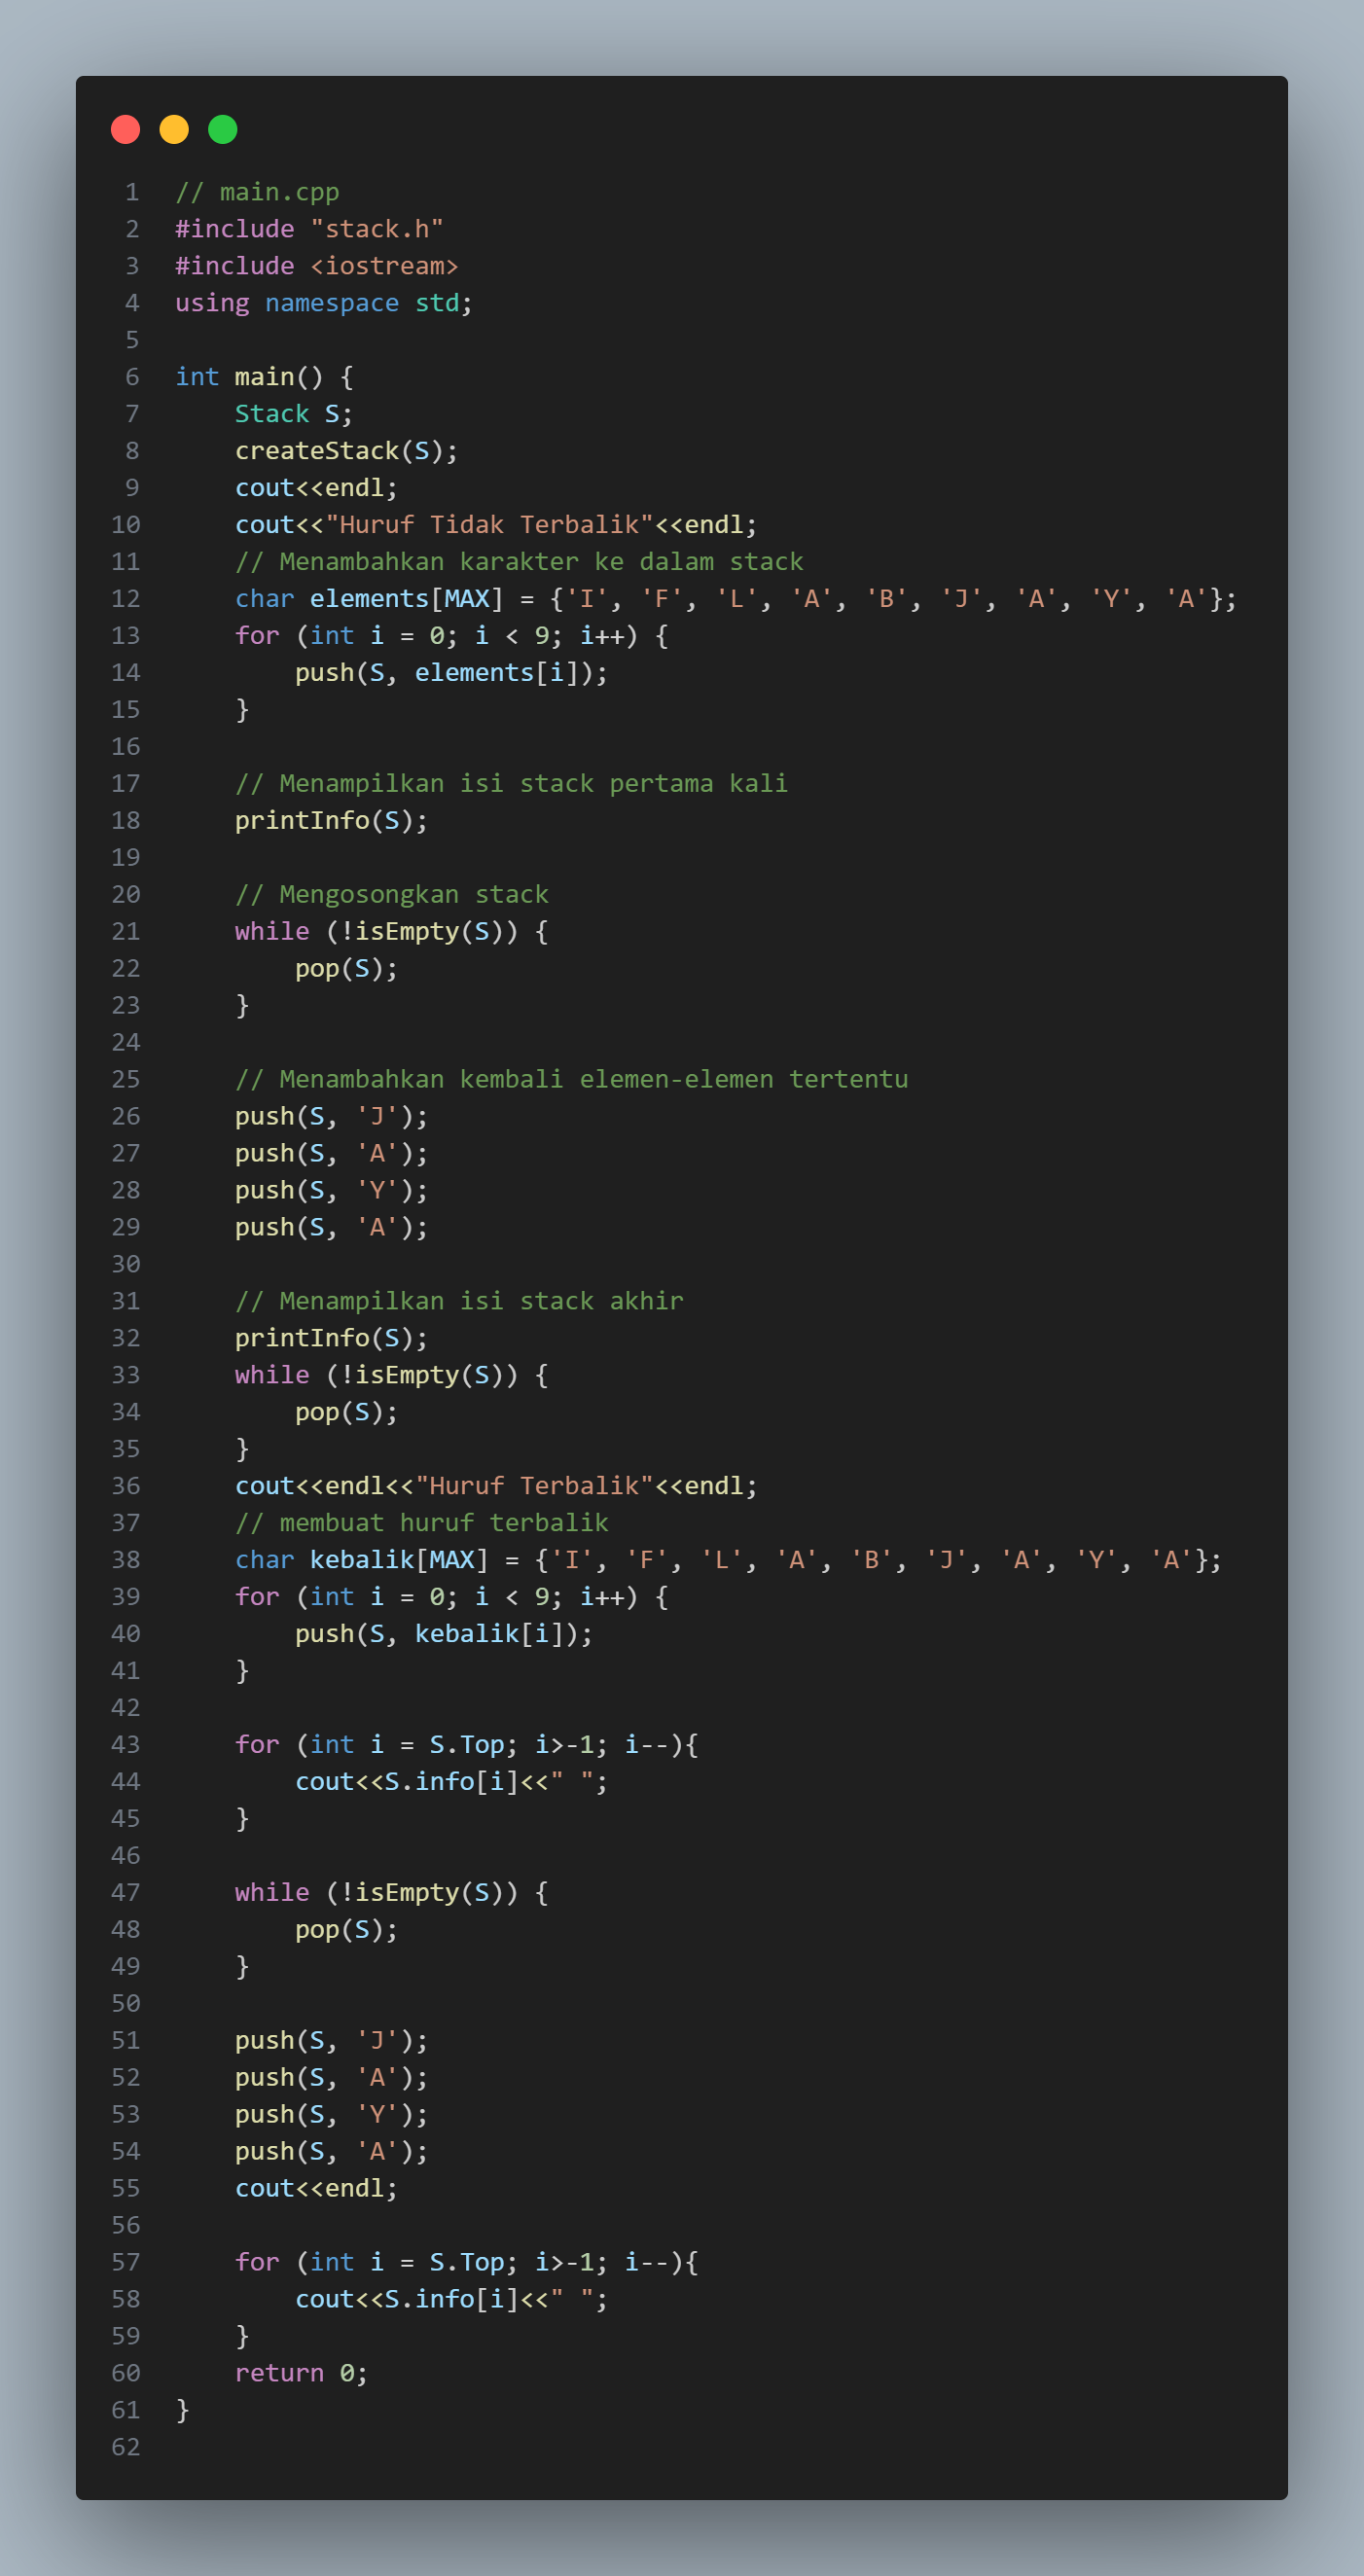 1 // main.cpp
2 #include "stack.h"
3 #include <iostream>
4 using namespace std;
5
6 int main() {
7     Stack S;
8     createStack(S);
9     cout<<endl;
10     cout<<"Huruf Tidak Terbalik"<<endl;
11     // Menambahkan karakter ke dalam stack
12     char elements[MAX] = {'I', 'F', 'L', 'A', 'B', 'J', 'A', 'Y', 'A'};
13     for (int i = 0; i < 9; i++) {
14         push(S, elements[i]);
15     }
16
17     // Menampilkan isi stack pertama kali
18     printInfo(S);
19
20     // Mengosongkan stack
21     while (!isEmpty(S)) {
22         pop(S);
23     }
24
25     // Menambahkan kembali elemen-elemen tertentu
26     push(S, 'J');
27     push(S, 'A');
28     push(S, 'Y');
29     push(S, 'A');
30
31     // Menampilkan isi stack akhir
32     printInfo(S);
33     while (!isEmpty(S)) {
34         pop(S);
35     }
36     cout<<endl<<"Huruf Terbalik"<<endl;
37     // membuat huruf terbalik
38     char kebalik[MAX] = {'I', 'F', 'L', 'A', 'B', 'J', 'A', 'Y', 'A'};
39     for (int i = 0; i < 9; i++) {
40         push(S, kebalik[i]);
41     }
42
43     for (int i = S.Top; i>-1; i--){
44         cout<<S.info[i]<<" ";
45     }
46
47     while (!isEmpty(S)) {
48         pop(S);
49     }
50
51     push(S, 'J');
52     push(S, 'A');
53     push(S, 'Y');
54     push(S, 'A');
55     cout<<endl;
56
57     for (int i = S.Top; i>-1; i--){
58         cout<<S.info[i]<<" ";
59     }
60     return 0;
61 }
62